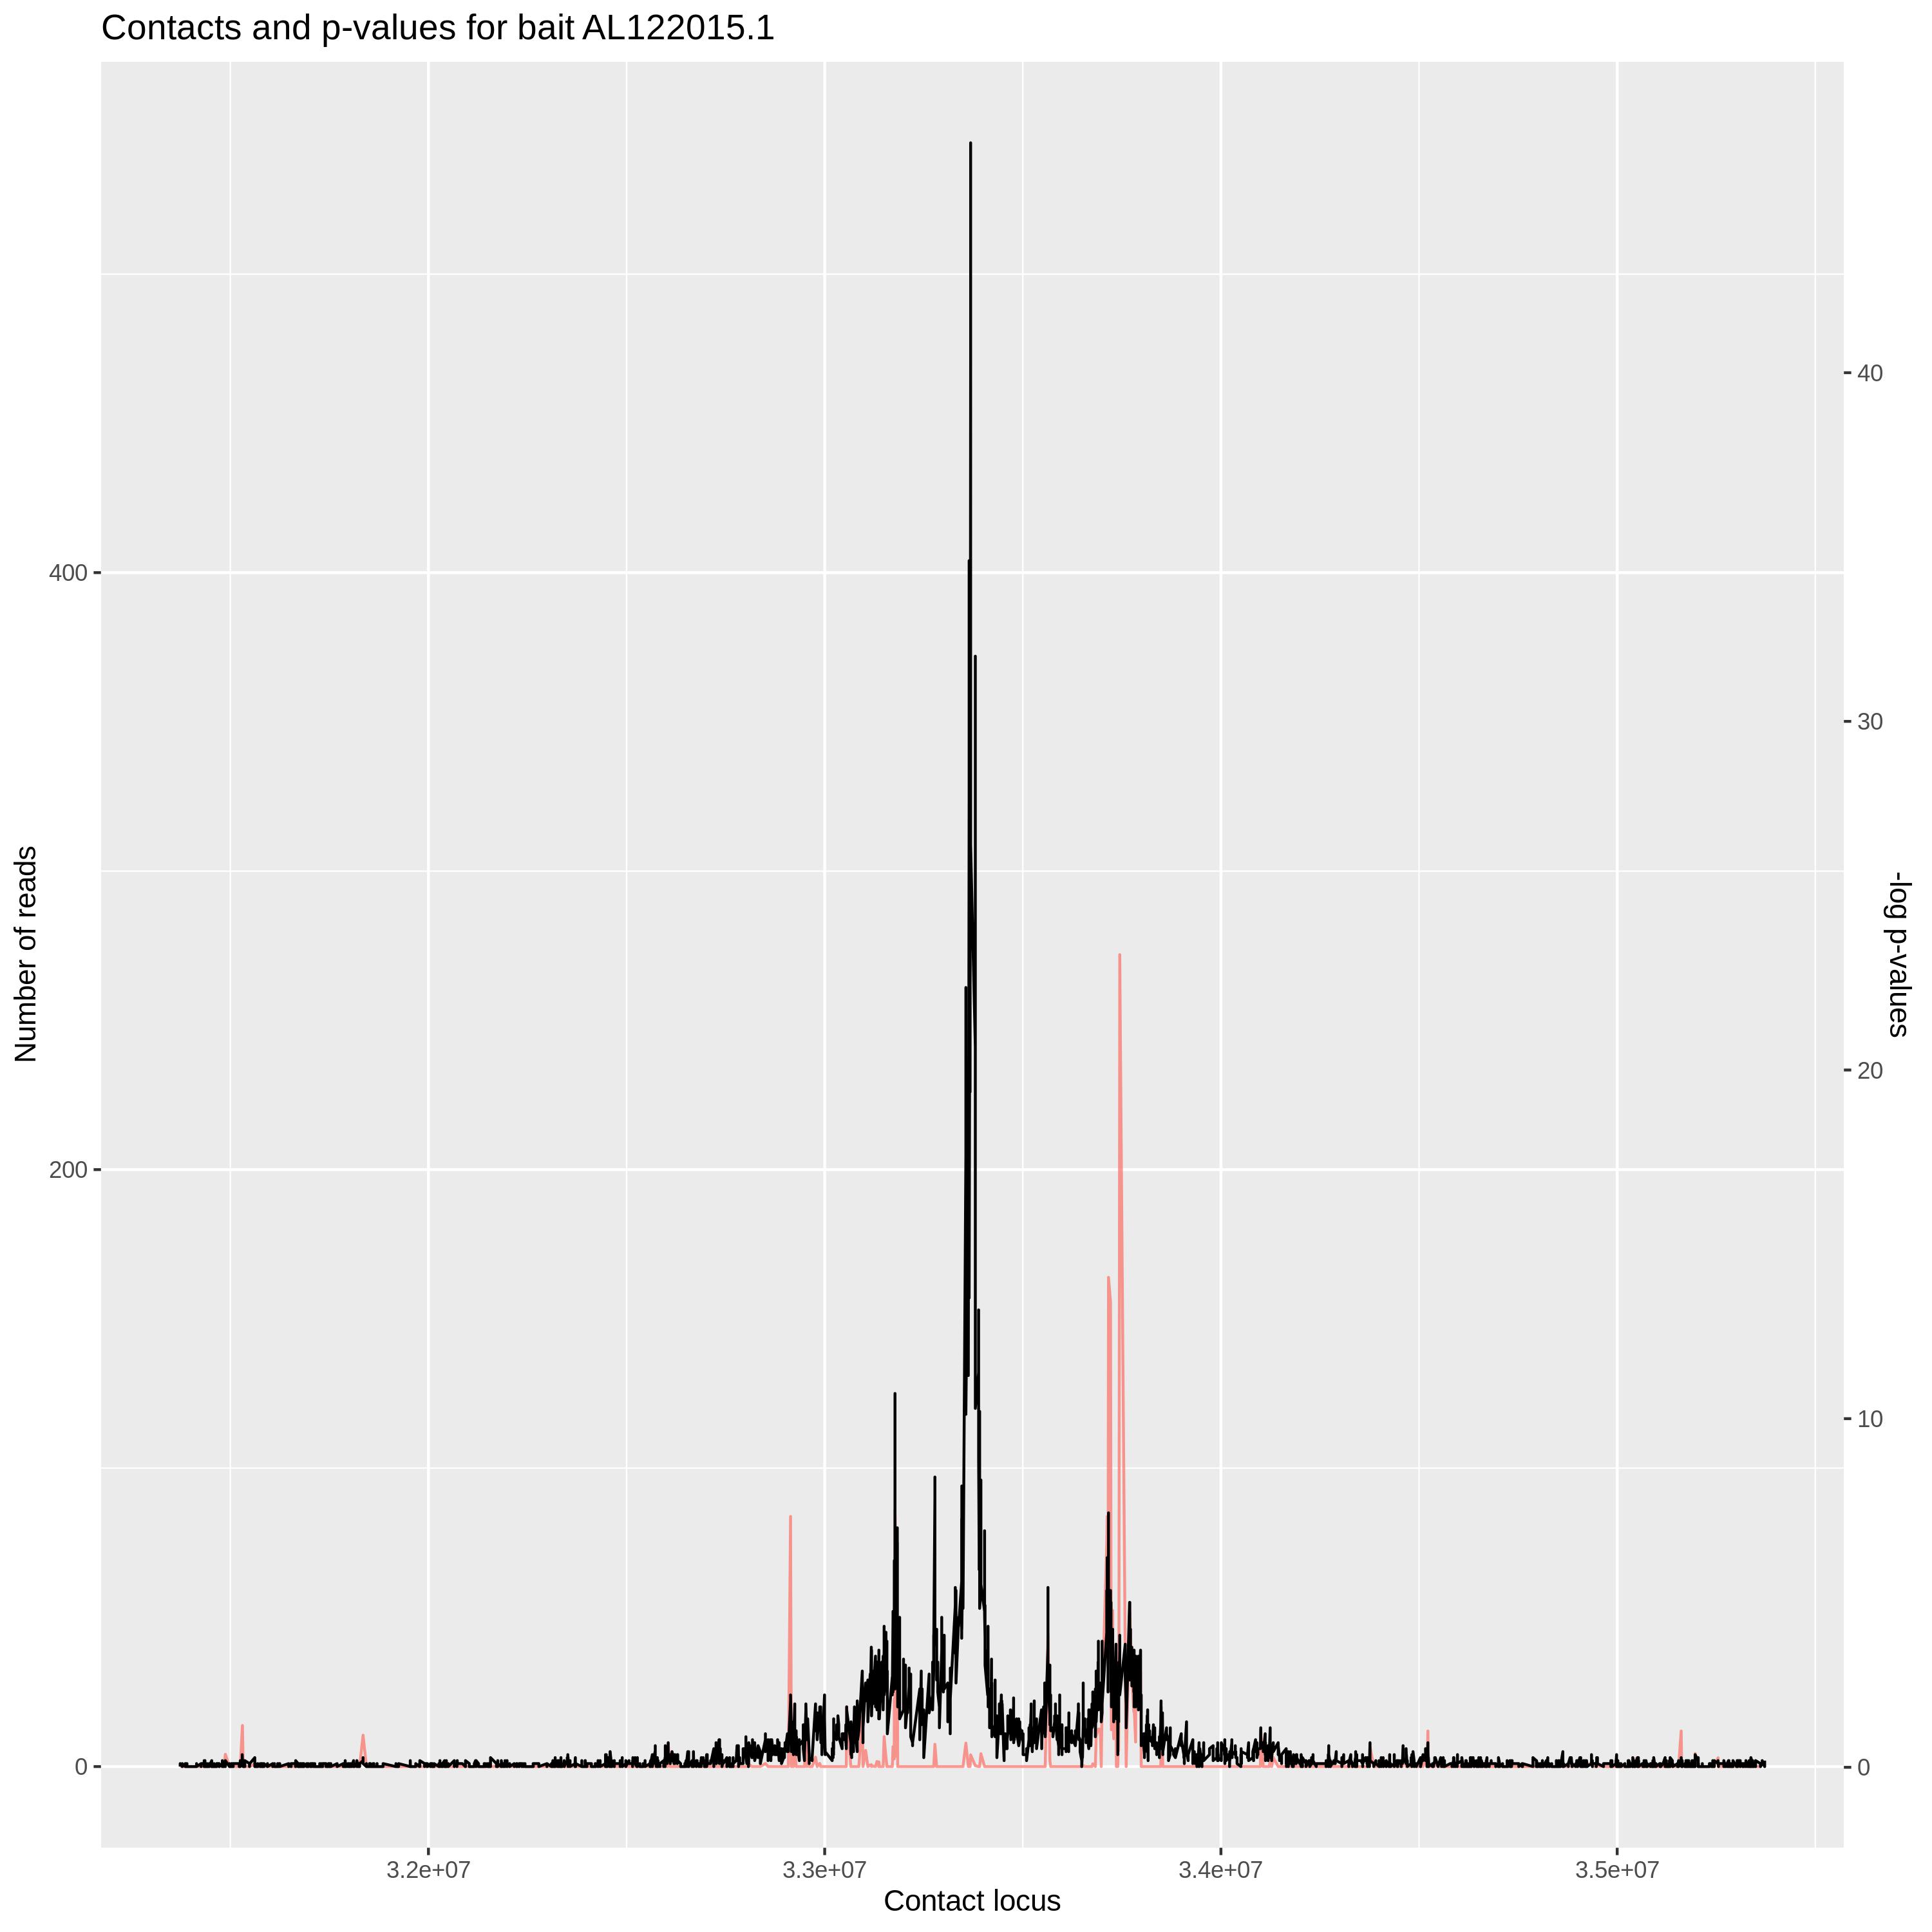 Contacts and p-values for bait AL122015.1
Number of reads
400
200
0
-log p-values
40
30
20
10
0
3.2e+07
3.3e+07
3.4e+07
3.5e+07
Contact locus